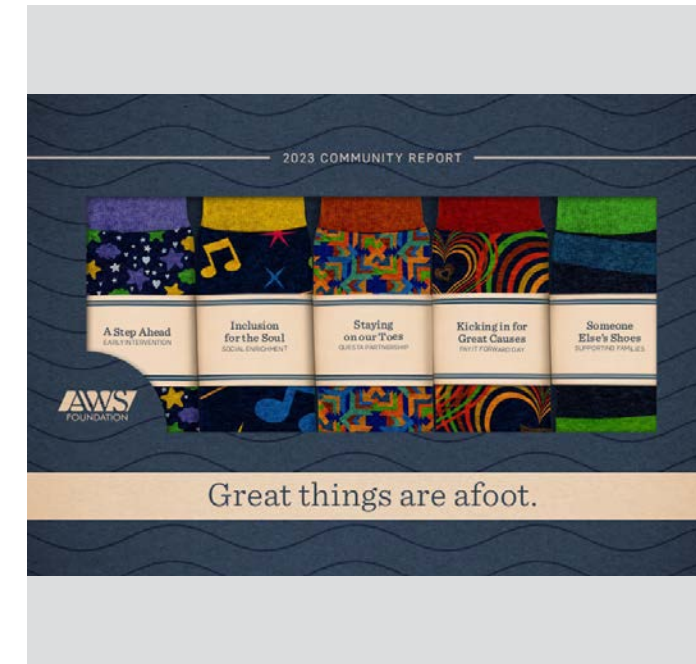 2023 COMMUNITY REPORT
A Step Ahead
EARLY INTERVENTION
Inclusion
for the Soul
SOCIAL ENRICHMENT
Staying
on our Toes
QUESTA PARTNERSHIP
Kicking in for
Great Causes
PAY IT FORWARD DAY
Someone
Else's Shoes
SUPPORTING FAMILIES
AWS
FOUNDATION
Great things are afoot.